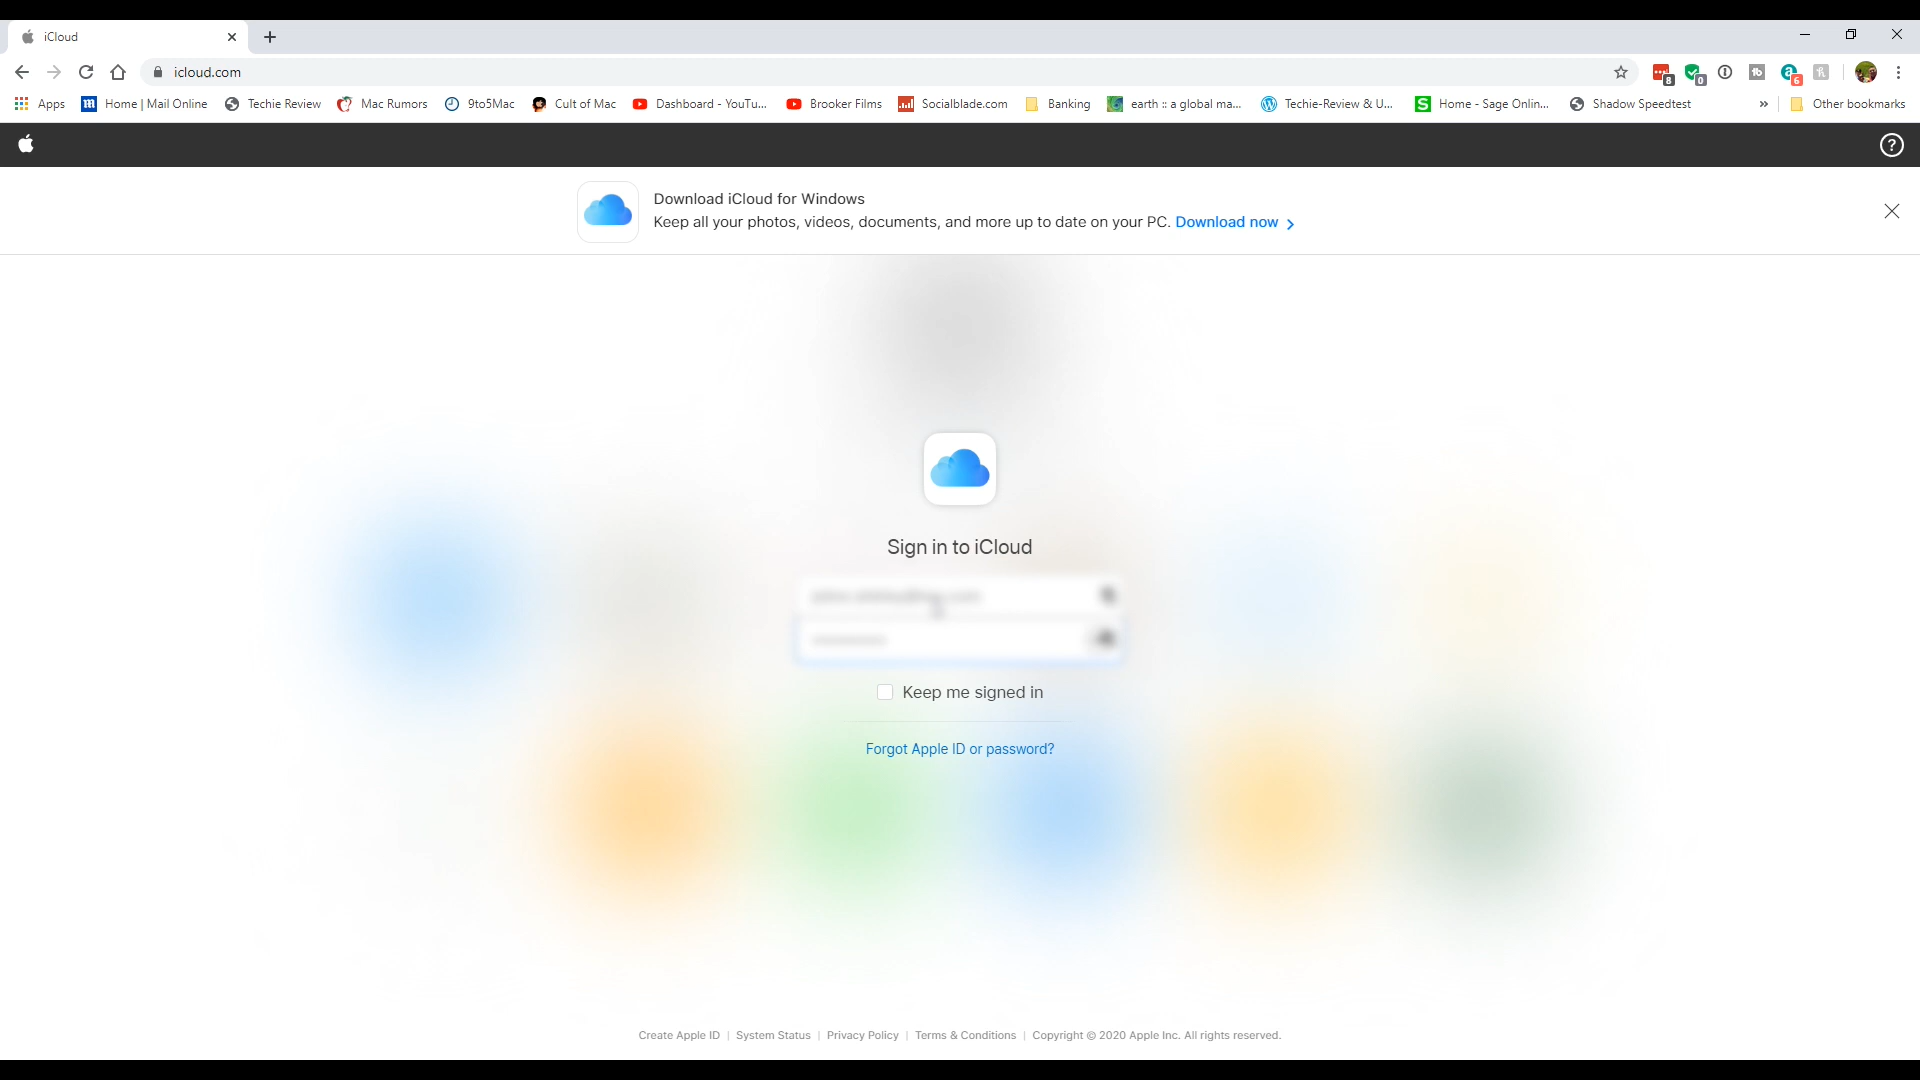 iCloud
icloud.com
8
0
6
Apps
Home | Mail Online
Techie Review
Mac Rumors
9to5Mac
Cult of Mac
Dashboard - YouTu...
Brooker Films
Socialblade.com
Banking
earth :: a global ma...
Techie-Review & U...
Home - Sage Onlin...
Shadow Speedtest
»
Other bookmarks
Download iCloud for Windows
Keep all your photos, videos, documents, and more up to date on your PC. Download now >
Sign in to iCloud
Keep me signed in
Forgot Apple ID or password?
Create Apple ID | System Status | Privacy Policy | Terms & Conditions | Copyright © 2020 Apple Inc. All rights reserved.